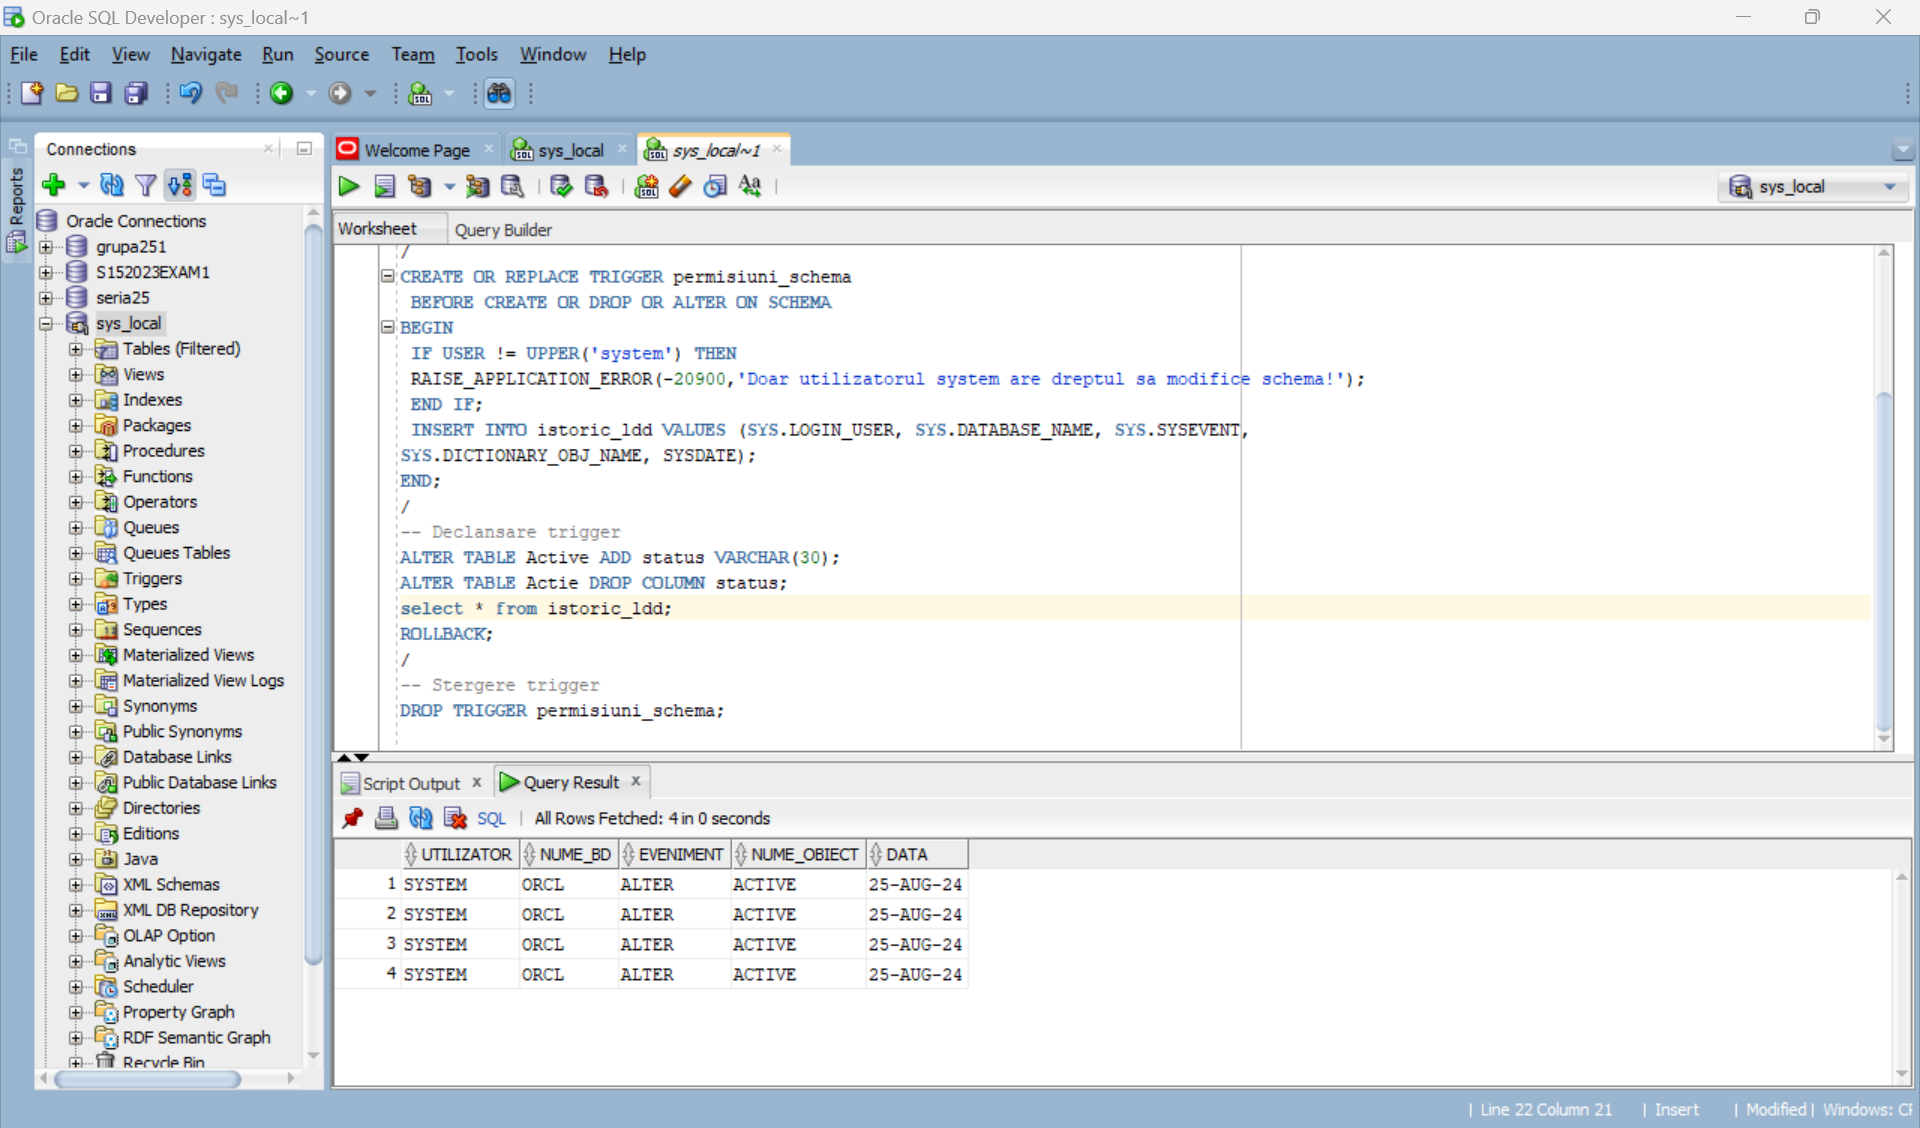 Oracle SQL Developer : sys_local~1
File Edit View Navigate Run Source Team Tools Window Help
Reports
Connections
Oracle Connections
grupa251
S152023EXAM1
seria25
sys_local
Tables (Filtered)
Views
Indexes
Packages
Procedures
Functions
Operators
Queues
Queues Tables
Triggers
Types
Sequences
Materialized Views
Materialized View Logs
Synonyms
Public Synonyms
Database Links
Public Database Links
Directories
Editions
Java
XML Schemas
XML DB Repository
OLAP Option
Analytic Views
Scheduler
Property Graph
RDF Semantic Graph
Recycle Bin
Welcome Page sys_local sys_local~1
sys_local
Worksheet Query Builder
/
CREATE OR REPLACE TRIGGER permisiuni_schema
BEFORE CREATE OR DROP OR ALTER ON SCHEMA
BEGIN
IF USER != UPPER('system') THEN
RAISE_APPLICATION_ERROR(-20900,'Doar utilizatorul system are dreptul sa modifice schema!');
END IF;
INSERT INTO istoric_ldd VALUES (SYS.LOGIN_USER, SYS.DATABASE_NAME, SYS.SYSEVENT,
SYS.DICTIONARY_OBJ_NAME, SYSDATE);
END;
/
-- Declansare trigger
ALTER TABLE Active ADD status VARCHAR(30);
ALTER TABLE Actie DROP COLUMN status;
select * from istoric_ldd;
ROLLBACK;
/
-- Stergere trigger
DROP TRIGGER permisiuni_schema;
Script Output x Query Result x
SQL | All Rows Fetched: 4 in 0 seconds
UTILIZATOR NUME_BD EVENIMENT NUME_OBIECT DATA
1 SYSTEM ORCL ALTER ACTIVE 25-AUG-24
2 SYSTEM ORCL ALTER ACTIVE 25-AUG-24
3 SYSTEM ORCL ALTER ACTIVE 25-AUG-24
4 SYSTEM ORCL ALTER ACTIVE 25-AUG-24
| Line 22 Column 21 | Insert | Modified | Windows: